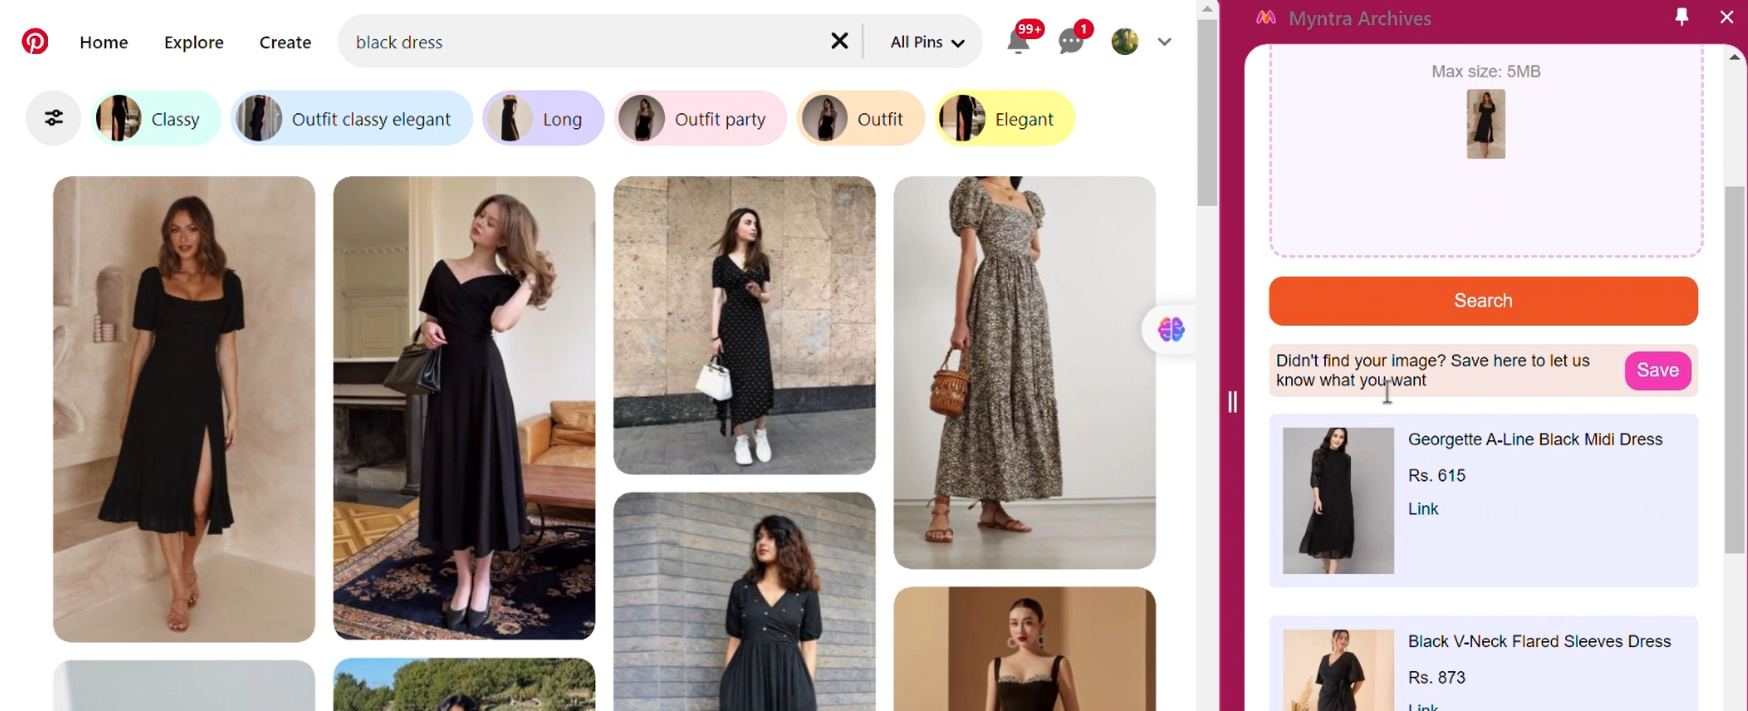 Home
Explore
Create
black dress
All Pins
99+
1
Classy
Outfit classy elegant
Long
Outfit party
Outfit
Elegant
Myntra Archives
Max size: 5MB
Search
Didn't find your image? Save here to let us
know what you want
Save
Georgette A-Line Black Midi Dress
Rs. 615
Link
Black V-Neck Flared Sleeves Dress
Rs. 873
Link